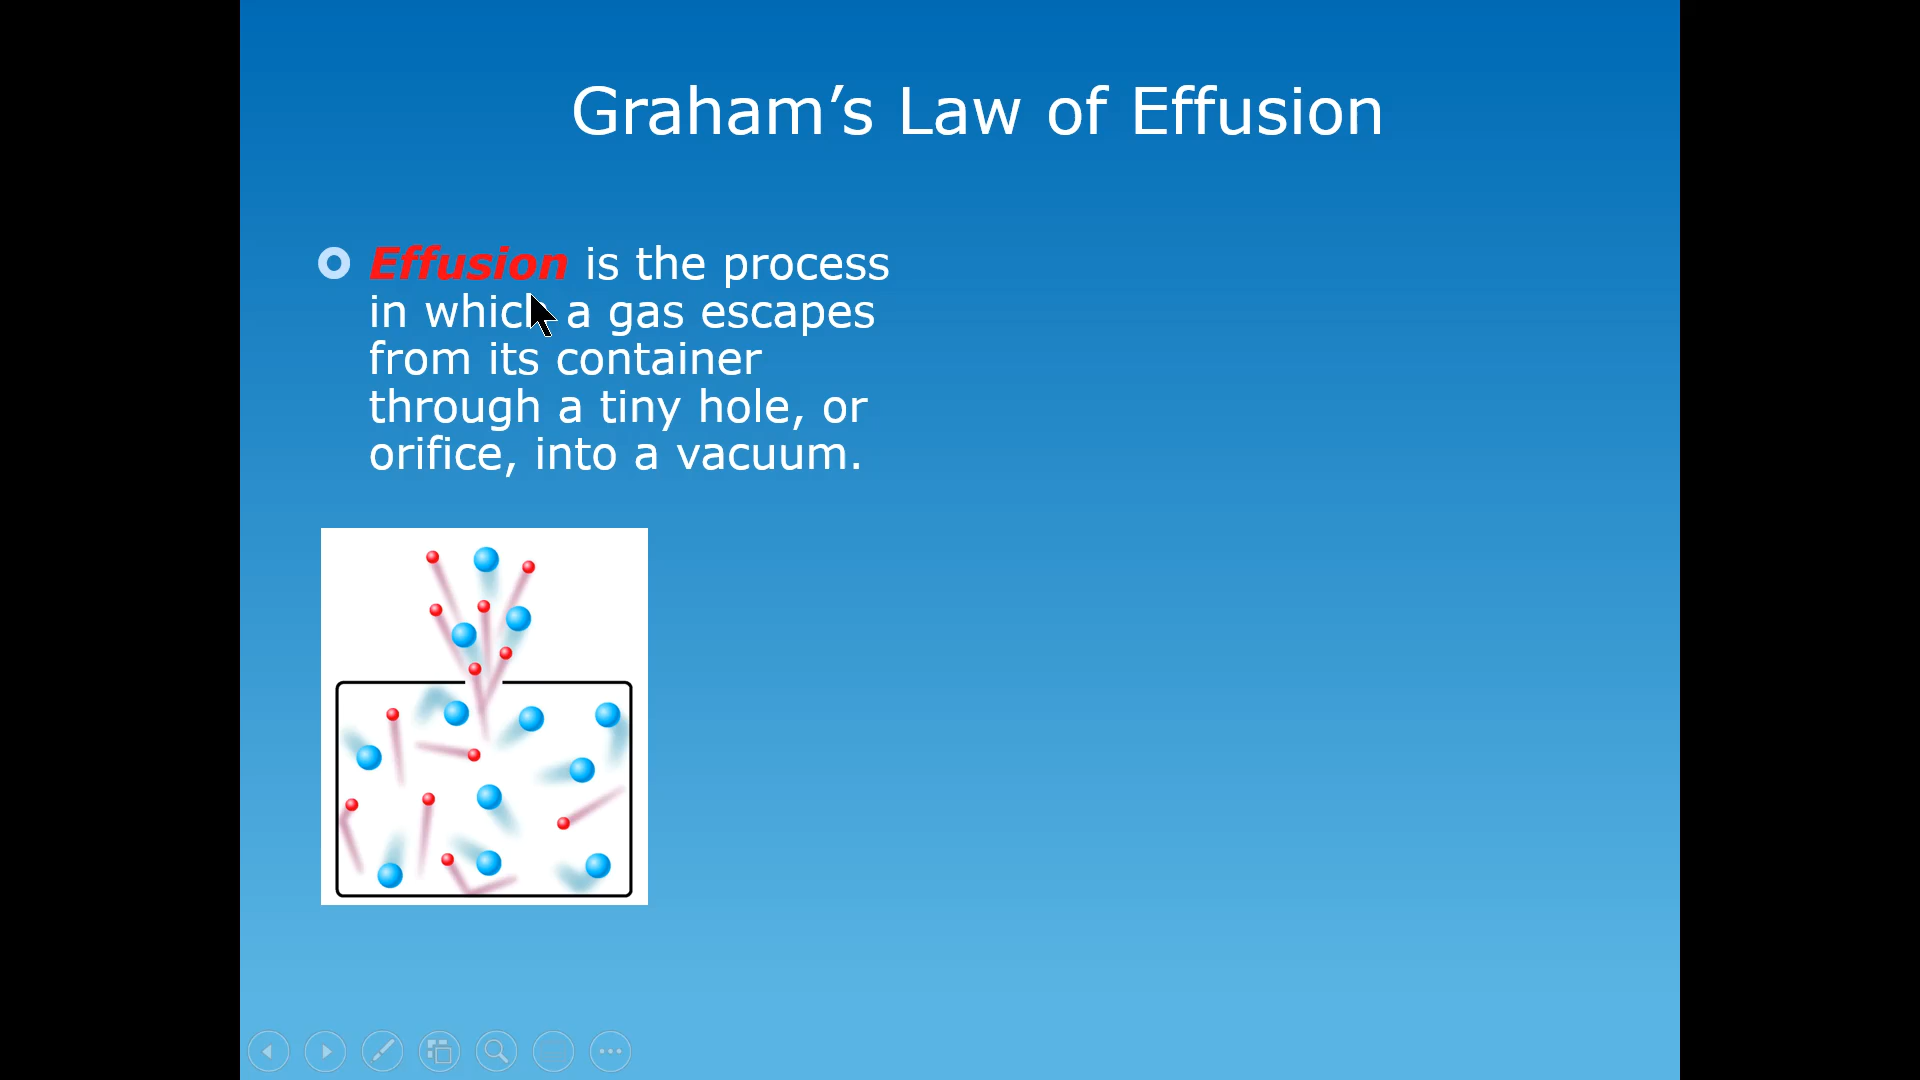 Graham’s Law of Effusion
Effusion is the process
in which a gas escapes
from its container
through a tiny hole, or
orifice, into a vacuum.